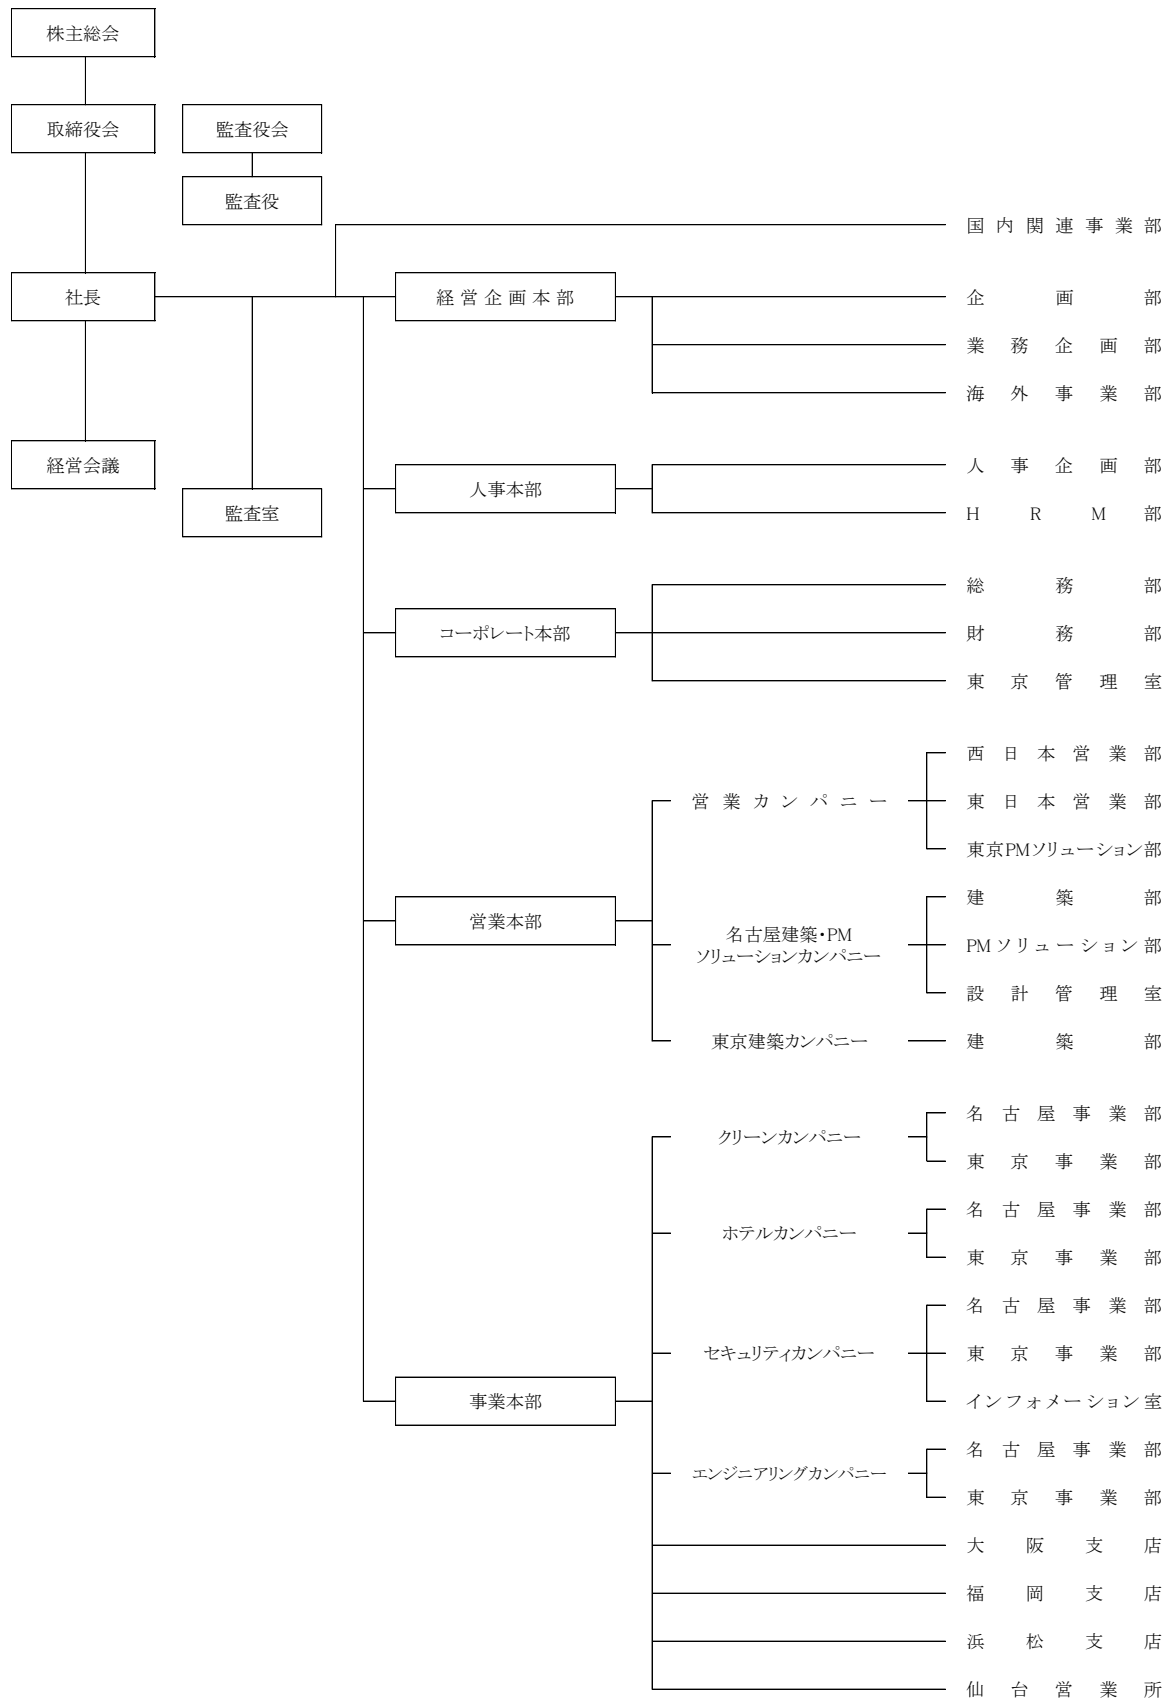 株主総会
取締役会
監査役会
監査役
国内関連事業部
社長
経営企画本部
企画部
業務企画部
海外事業部
経営会議
監査室
人事本部
人事企画部
HRM部
コーポレート本部
総務部
財務部
東京管理室
営業本部
営業カンパニー
西日本営業部
東日本営業部
東京PMソリューション部
名古屋建築・PM
ソリューションカンパニー
建築部
PMソリューション部
設計管理室
東京建築カンパニー
建築部
事業本部
クリーンカンパニー
名古屋事業部
東京事業部
ホテルカンパニー
名古屋事業部
東京事業部
セキュリティカンパニー
名古屋事業部
東京事業部
インフォメーション室
エンジニアリングカンパニー
名古屋事業部
東京事業部
大阪支店
福岡支店
浜松支店
仙台営業所